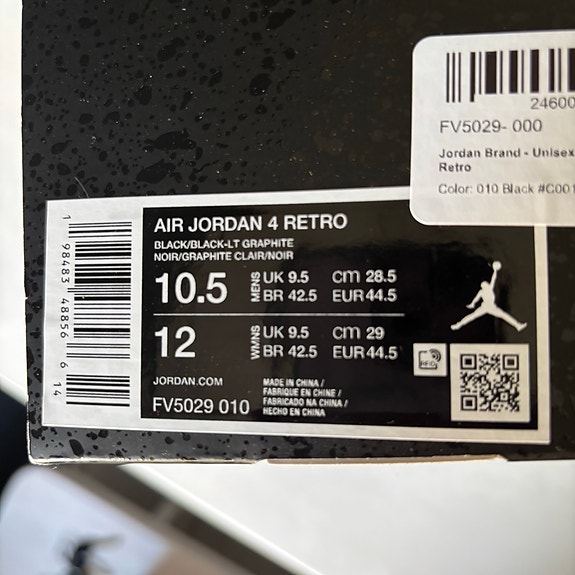 24600
FV5029- 000
Jordan Brand - Unisex
Retro
Color: 010 Black #C001
AIR JORDAN 4 RETRO
BLACK/BLACK-LT GRAPHITE
NOIR/GRAPHITE CLAIR/NOIR
10.5 MENS UK 9.5 CM 28.5
BR 42.5 EUR 44.5
12 WMNS UK 9.5 CM 29
BR 42.5 EUR 44.5
JORDAN.COM
FV5029 010
MADE IN CHINA /
FABRIQUE EN CHINE /
FABRICADO NA CHINA /
HECHO EN CHINA
1 98483 48856 6 14